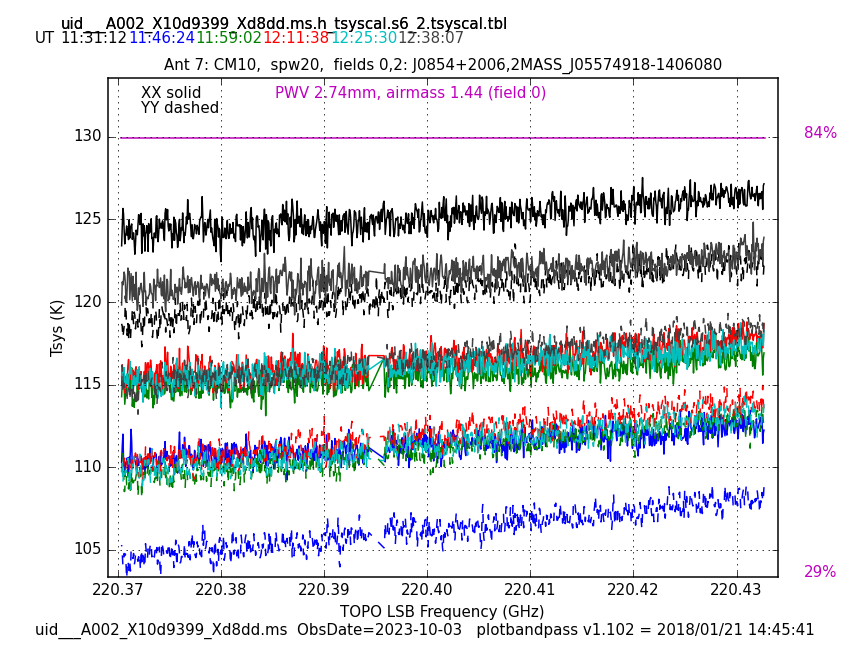 uid___A002_X10d9399_Xd8dd.ms.h_tsyscal.s6_2.tsyscal.tbl
UT 11:31:12 11:46:24 11:59:02 12:11:38 12:25:30 12:38:07
Ant 7: CM10,  spw20,  fields 0,2: J0854+2006,2MASS_J05574918-1406080
XX solid
PWV 2.74mm, airmass 1.44 (field 0)
YY dashed
130
84%
125
120
Tsys (K)
115
110
105
29%
220.37 220.38 220.39 220.40 220.41 220.42 220.43
TOPO LSB Frequency (GHz)
uid___A002_X10d9399_Xd8dd.ms  ObsDate=2023-10-03   plotbandpass v1.102 = 2018/01/21 14:45:41